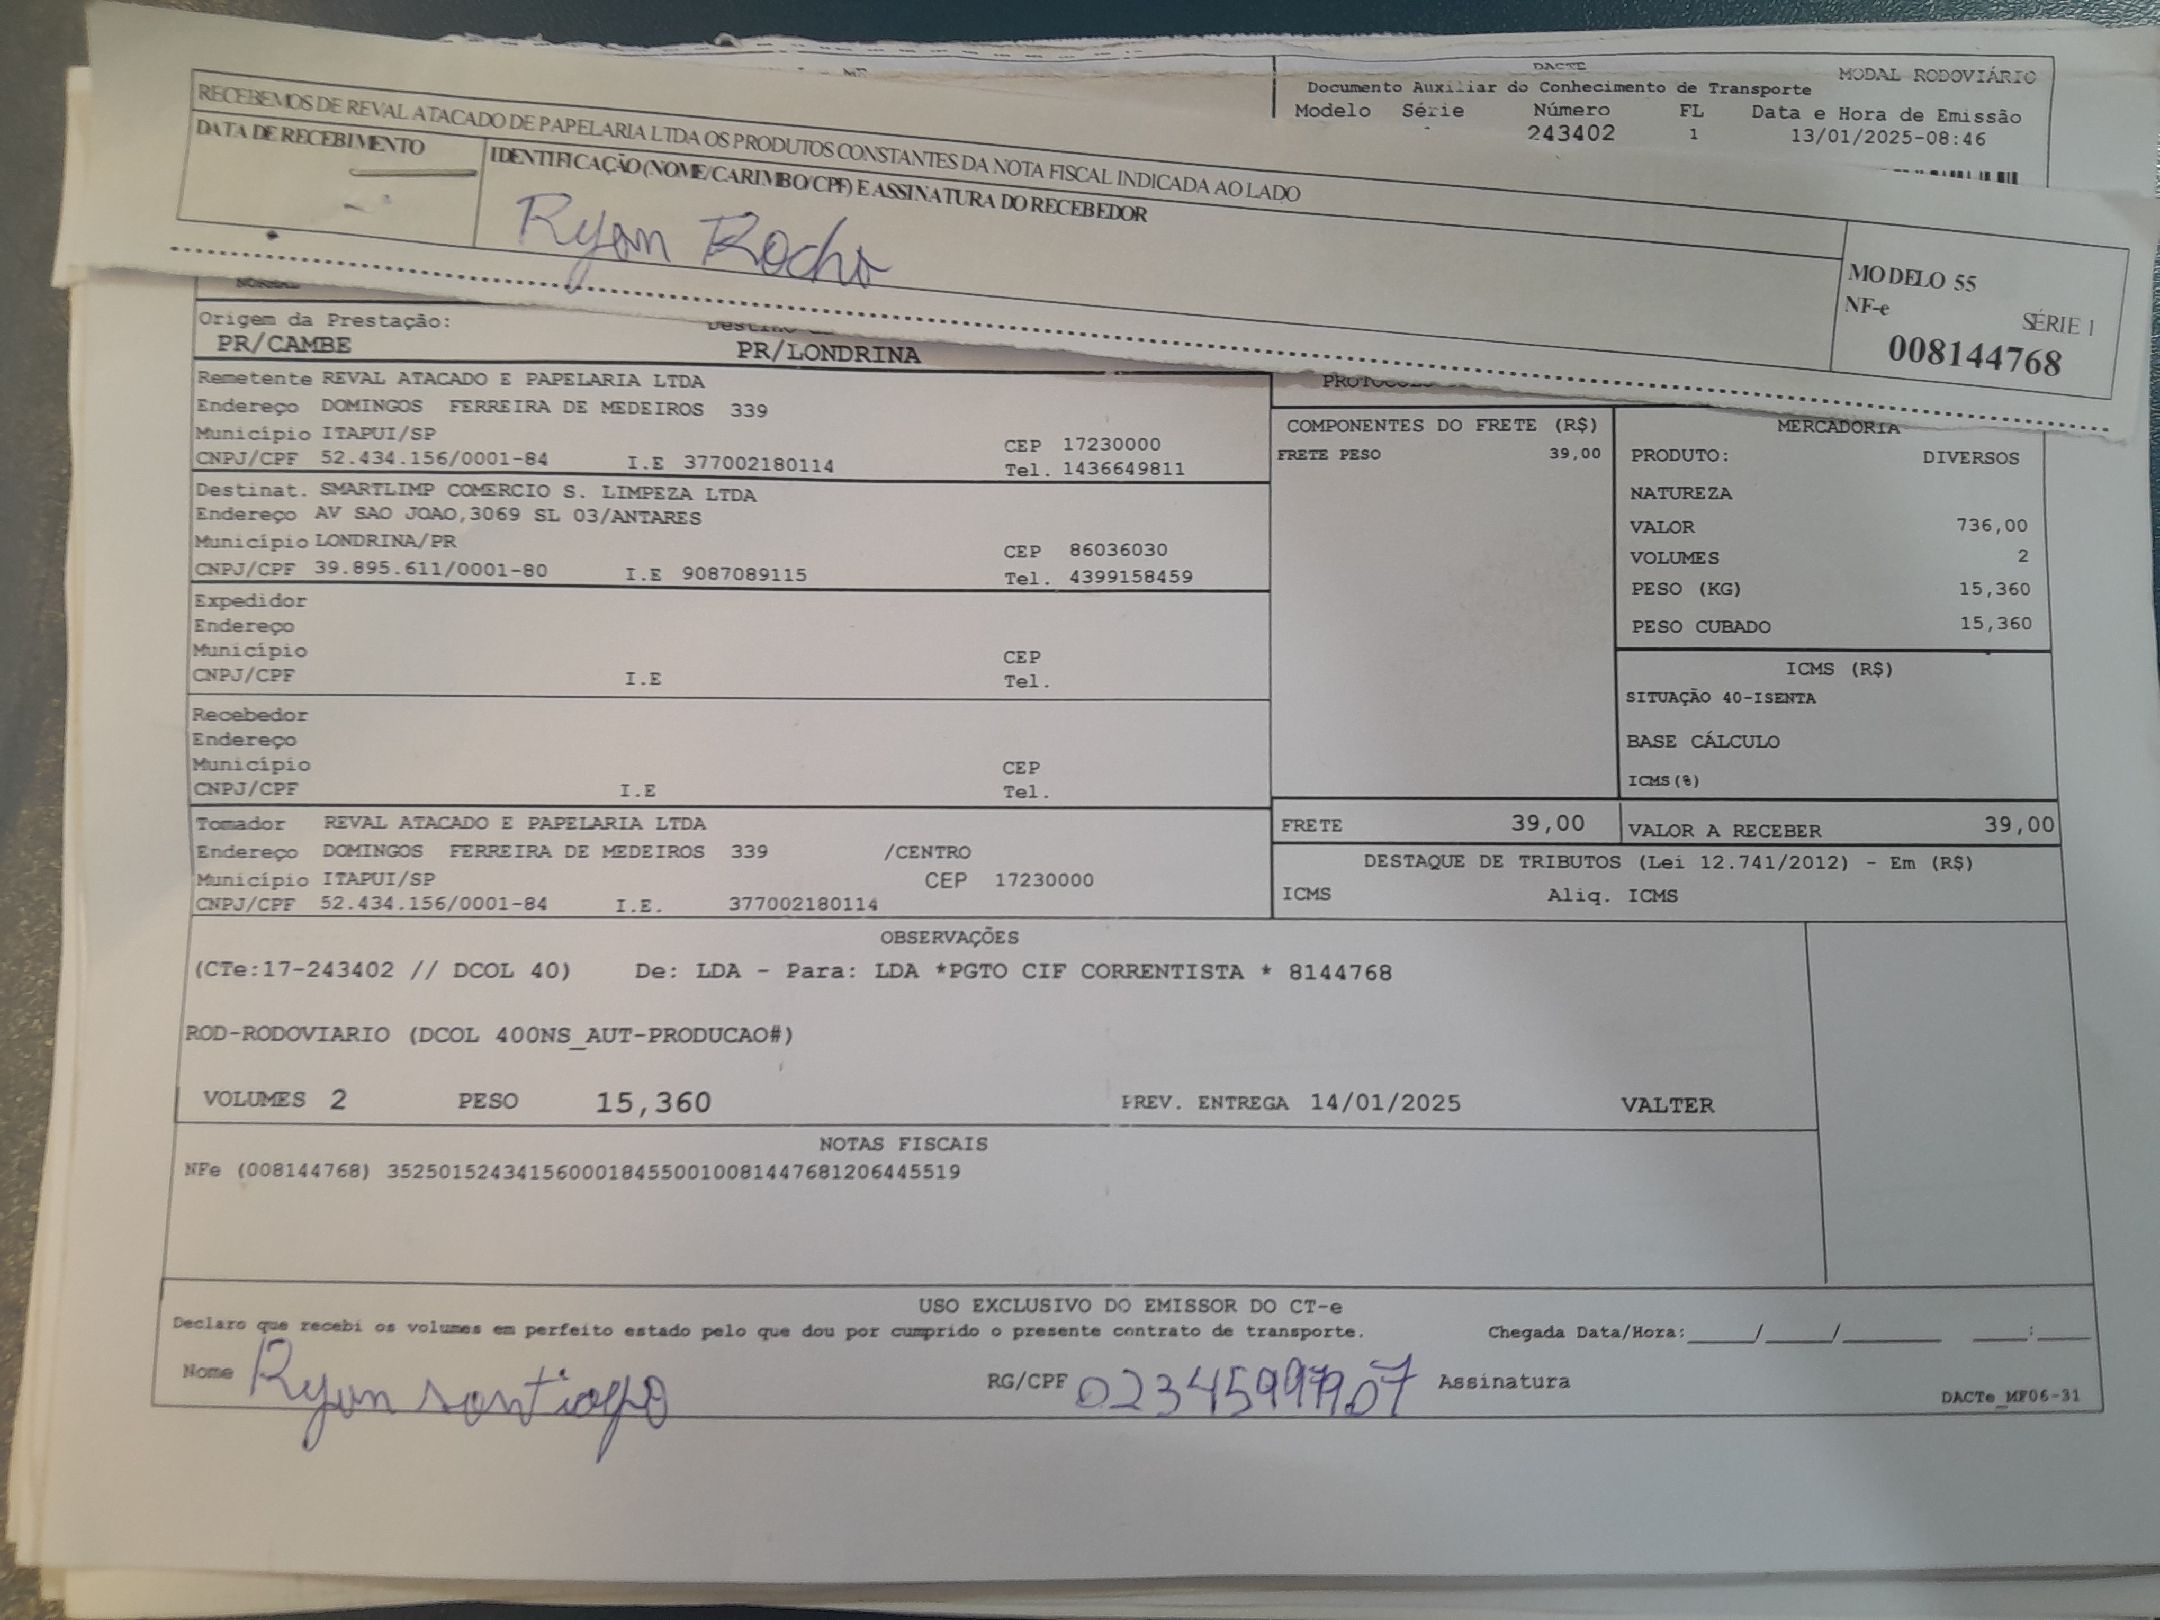 DACTE
MODAL RODOVIÁRIO
Documento Auxiliar do Conhecimento de Transporte
Modelo Série Número FL Data e Hora de Emissão
243402 1 13/01/2025-08:46
RECEBEMOS DE REVAL ATACADO DE PAPELARIA LTDA OS PRODUTOS CONSTANTES DA NOTA FISCAL INDICADA AO LADO
DATA DE RECEBIMENTO
IDENTIFICAÇÃO (NOME/CARIMBO/CPF) E ASSINATURA DO RECEBEDOR
Ryan Rocha
MODELO 55
NF-e SÉRIE 1
008144768
Origem da Prestação:
PR/CAMBE PR/LONDRINA
Remetente REVAL ATACADO E PAPELARIA LTDA
Endereço DOMINGOS FERREIRA DE MEDEIROS 339
Município ITAPUI/SP CEP 17230000
CNPJ/CPF 52.434.156/0001-84 I.E 377002180114 Tel. 1436649811
Destinat. SMARTLIMP COMERCIO S. LIMPEZA LTDA
Endereço AV SAO JOAO,3069 SL 03/ANTARES
Município LONDRINA/PR CEP 86036030
CNPJ/CPF 39.895.611/0001-80 I.E 9087089115 Tel. 4399158459
Expedidor
Endereço
Município CEP
CNPJ/CPF I.E Tel.
Recebedor
Endereço
Município CEP
CNPJ/CPF I.E Tel.
Tomador REVAL ATACADO E PAPELARIA LTDA
Endereço DOMINGOS FERREIRA DE MEDEIROS 339 /CENTRO
Município ITAPUI/SP CEP 17230000
CNPJ/CPF 52.434.156/0001-84 I.E. 377002180114
COMPONENTES DO FRETE (R$)
FRETE PESO 39,00
MERCADORIA
PRODUTO: DIVERSOS
NATUREZA
VALOR 736,00
VOLUMES 2
PESO (KG) 15,360
PESO CUBADO 15,360
ICMS (R$)
SITUAÇÃO 40-ISENTA
BASE CÁLCULO
ICMS(%)
FRETE 39,00 VALOR A RECEBER 39,00
DESTAQUE DE TRIBUTOS (Lei 12.741/2012) - Em (R$)
ICMS Aliq. ICMS
OBSERVAÇÕES
(CTe:17-243402 // DCOL 40) De: LDA - Para: LDA *PGTO CIF CORRENTISTA * 8144768
ROD-RODOVIARIO (DCOL 400NS_AUT-PRODUCAO#)
VOLUMES 2 PESO 15,360 PREV. ENTREGA 14/01/2025 VALTER
NOTAS FISCAIS
NFe (008144768) 35250152434156000184550010081447681206445519
USO EXCLUSIVO DO EMISSOR DO CT-e
Declaro que recebi os volumes em perfeito estado pelo que dou por cumprido o presente contrato de transporte. Chegada Data/Hora:____/____/______ ___:___
Nome Ryan santiago RG/CPF Assinatura
DACTe_MF06-31